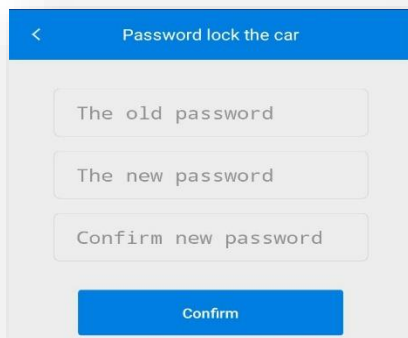 Password lock the car
The old password
The new password
Confirm new password
Confirm